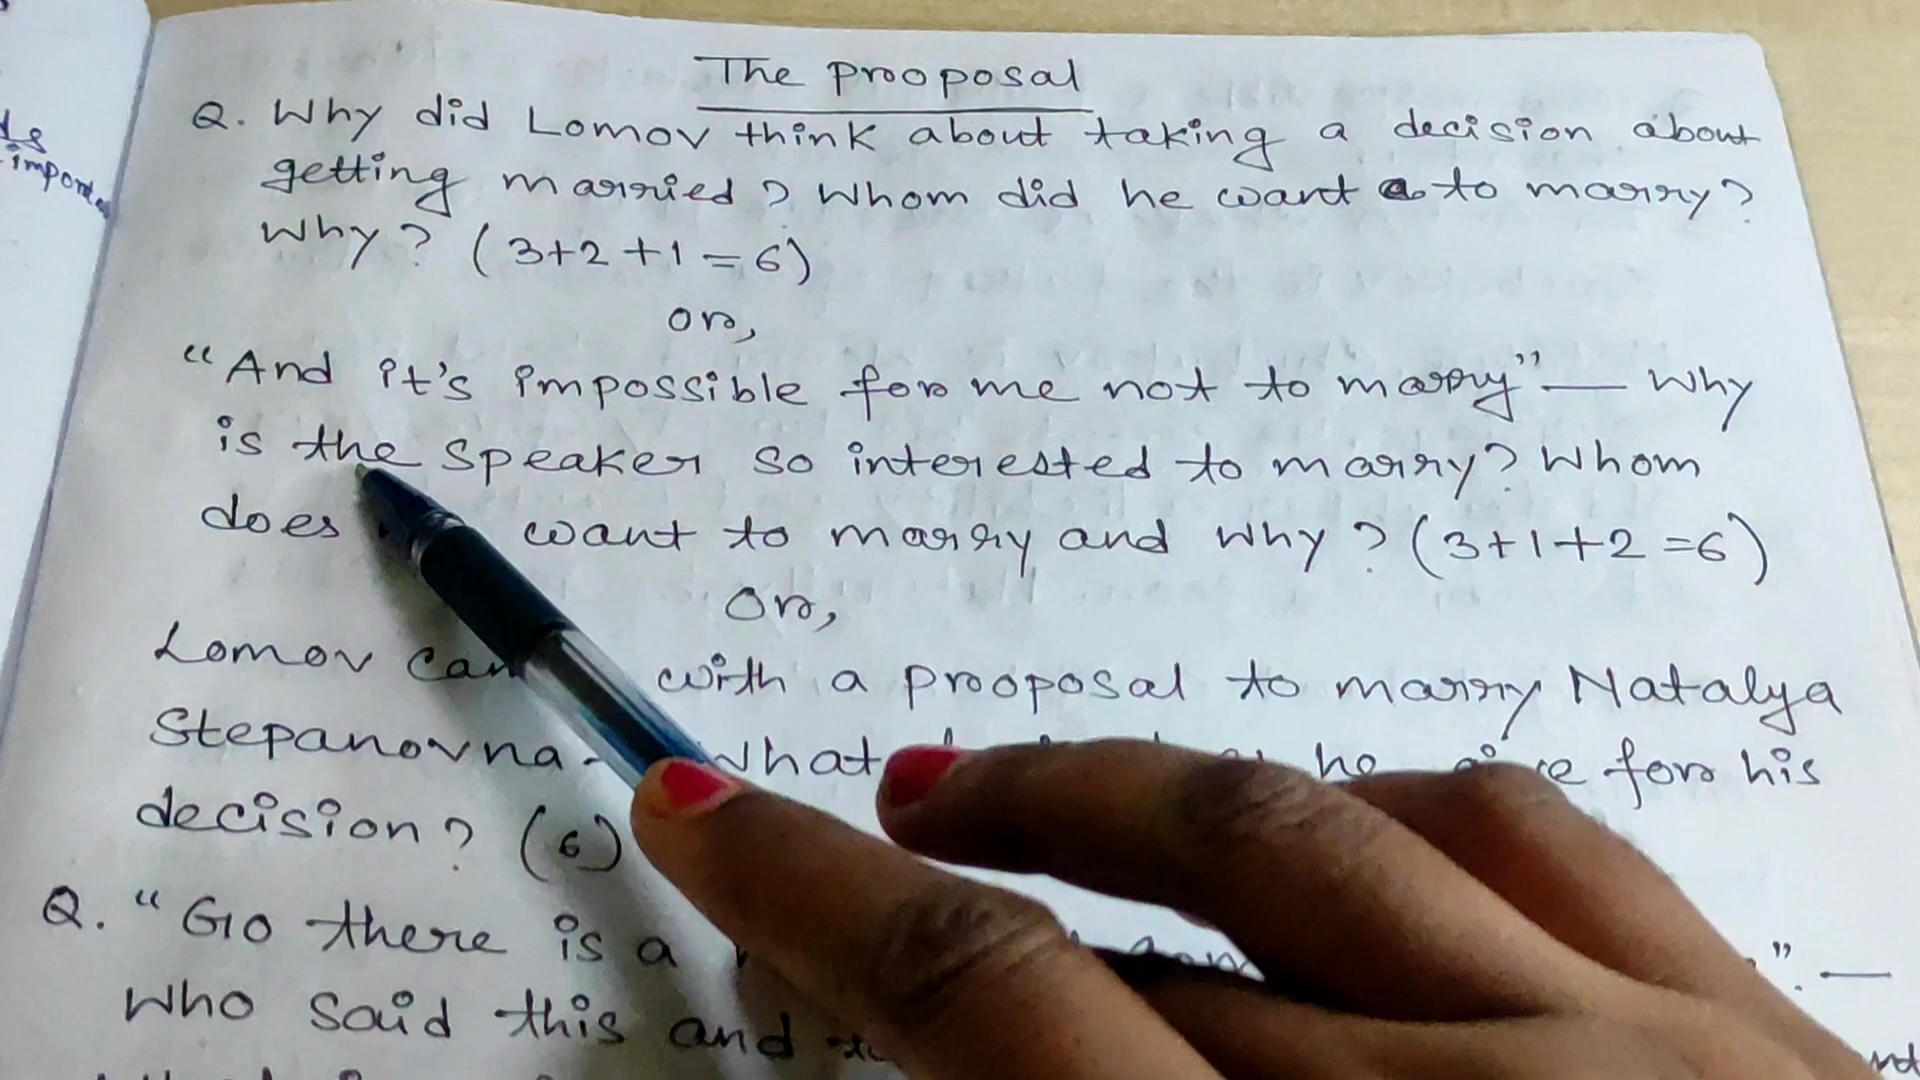 The proposal
Q. Why did Lomov think about taking a decision about
getting married? Whom did he want to marry?
Why? (3+2+1=6)
or,
"And it's impossible for me not to marry" — Why
is the speaker so interested to marry? Whom
does want to marry and why? (3+1+2=6)
Or,
Lomov with a proposal to marry Natalya
Stepanovna. What he for his
decision? (6)
Q. "Go there is a ". —
Who said this and